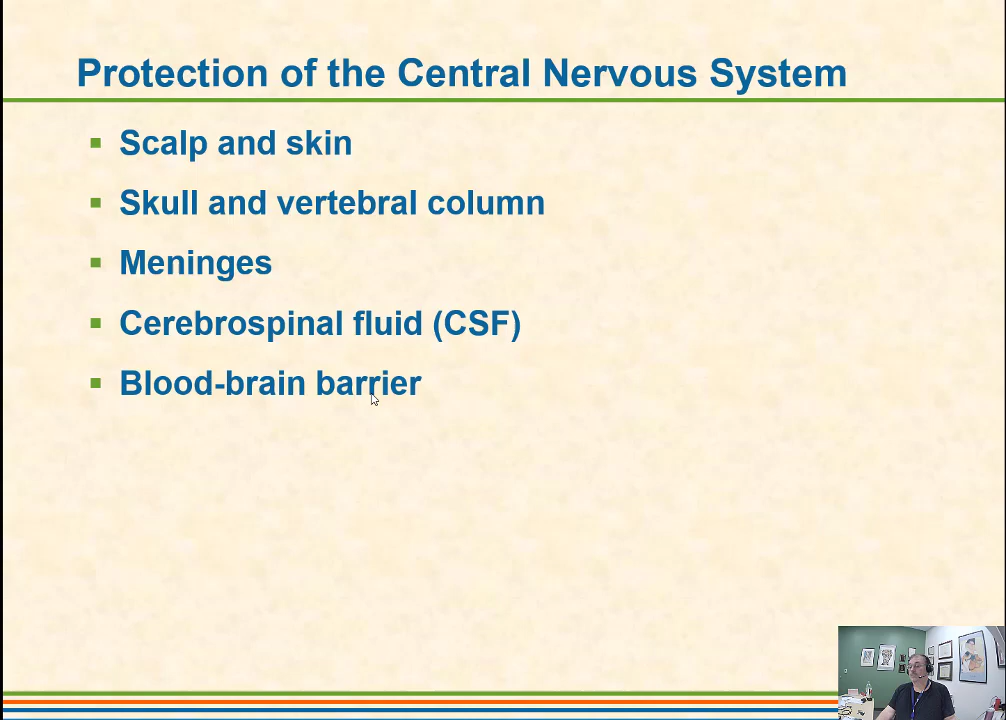 Protection of the Central Nervous System
Scalp and skin
Skull and vertebral column
Meninges
Cerebrospinal fluid (CSF)
Blood-brain barrier